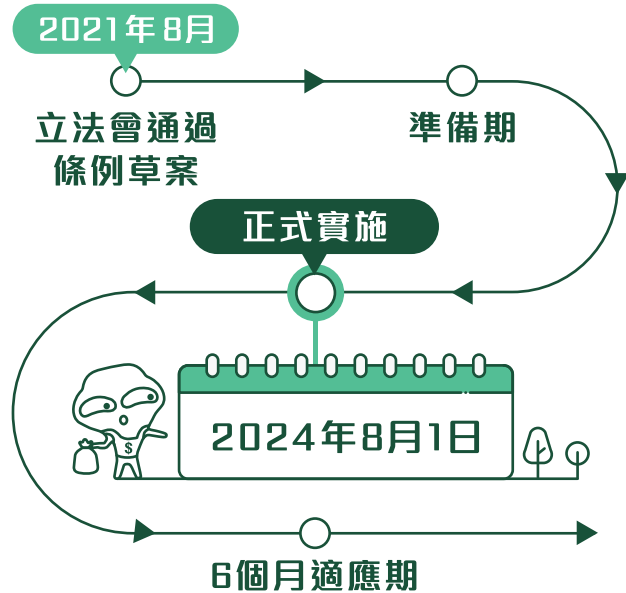 2021年8月
立法會通過
條例草案
準備期
正式實施
$
2024年8月1日
6個月適應期